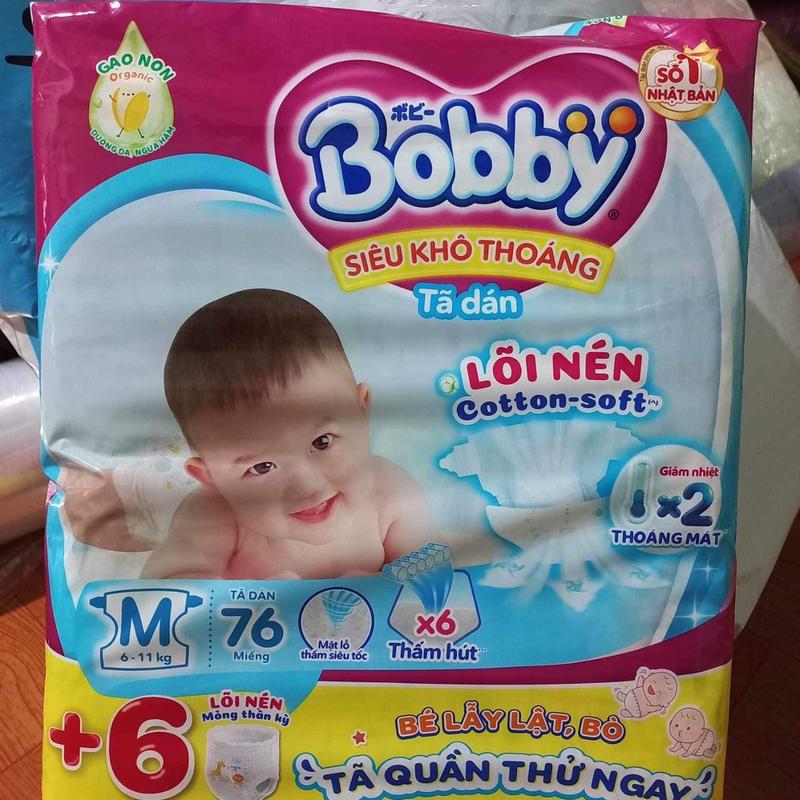 GẠO NON
Organic
DƯỠNG DA, NGỪA HĂM
SỐ 1
NHẬT BẢN
ボビー
Bobby
®
SIÊU KHÔ THOÁNG
Tã dán
LÕI NÉN
Cotton-soft(^)
Giảm nhiệt
x2
THOÁNG MÁT
M
6 - 11 kg
TÃ DÁN
76
Miếng
Mặt lỗ
thấm siêu tốc
x6
Thấm hút
+6
LÕI NÉN
Mỏng thần kỳ
BÉ LẪY LẬT, BÒ
TÃ QUẦN THỬ NGAY